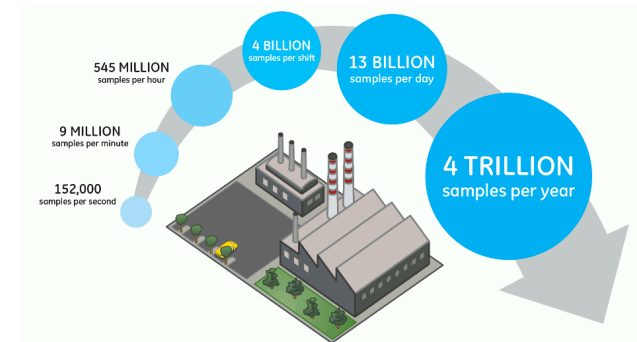 152,000
samples per second
9 MILLION
samples per minute
545 MILLION
samples per hour
4 BILLION
samples per shift
13 BILLION
samples per day
4 TRILLION
samples per year